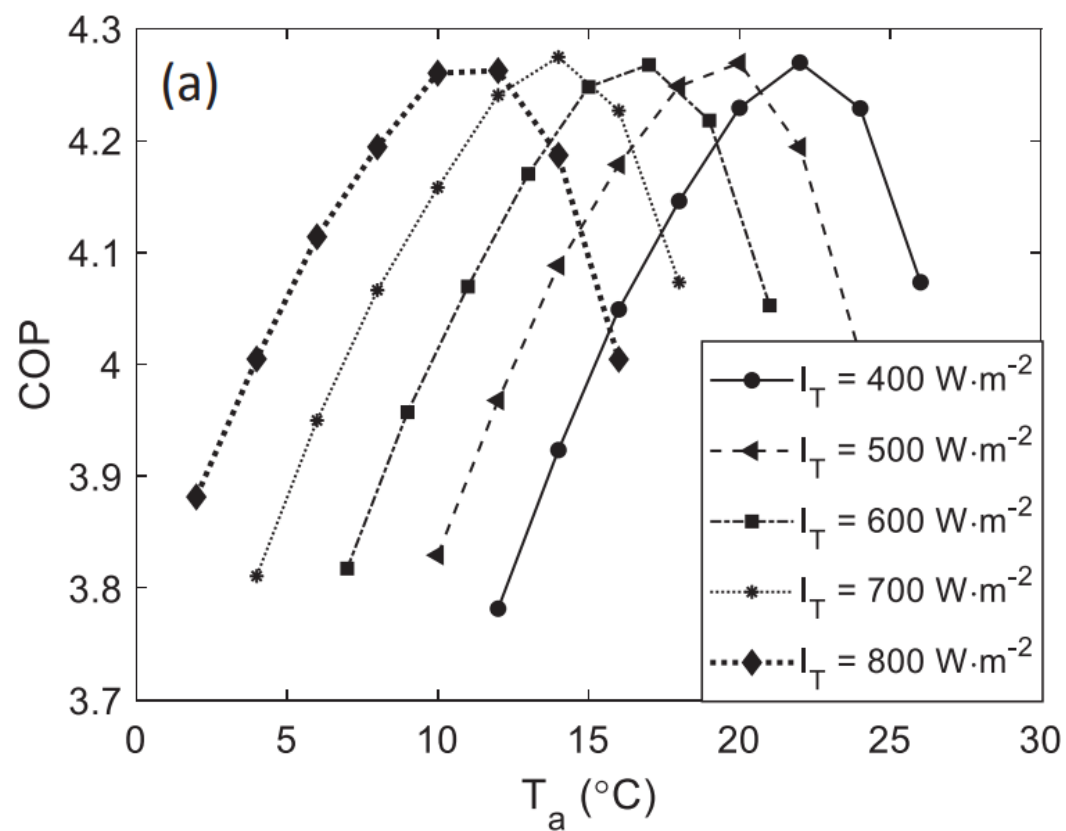 (a)
4.3
4.2
4.1
4
3.9
3.8
3.7
COP
0 5 10 15 20 25 30
T_a (°C)
I_T = 400 W·m⁻²
I_T = 500 W·m⁻²
I_T = 600 W·m⁻²
I_T = 700 W·m⁻²
I_T = 800 W·m⁻²